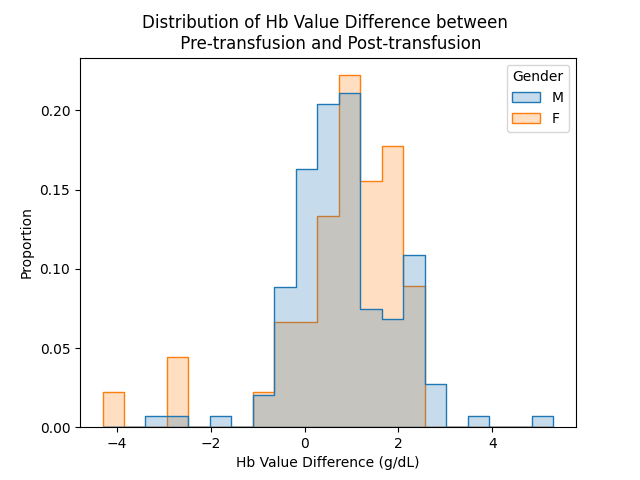 Distribution of Hb Value Difference between
Pre-transfusion and Post-transfusion
Gender
M
F
0.20
0.15
0.10
0.05
0.00
Proportion
−4
−2
0
2
4
Hb Value Difference (g/dL)